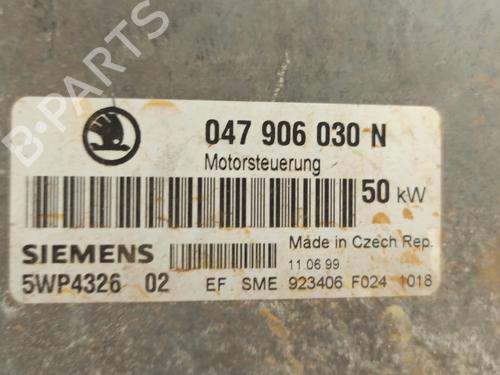 B-PARTS
047 906 030 N
Motorsteuerung
50 kW
SIEMENS
Made in Czech Rep.
11.06.99
5WP4326 02
EF SME 923406 F024 1018